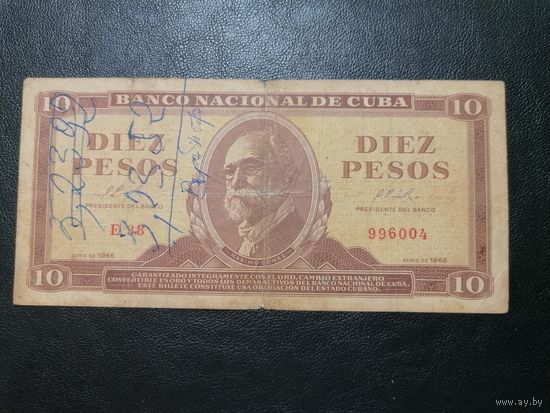 BANCO NACIONAL DE CUBA
10 10
DIEZ PESOS
DIEZ PESOS
PRESIDENTE DEL BANCO
PRESIDENTE DEL BANCO
E 38
996004
MAXIMO GOMEZ
SERIE DE 1966
SERIE DE 1966
10 10
GARANTIZADO INTEGRAMENTE CON EL ORO, CAMBIO EXTRANJERO
CONVERTIBLE EN ORO Y TODOS LOS DEMAS ACTIVOS DEL BANCO NACIONAL DE CUBA.
ESTE BILLETE CONSTITUYE UNA OBLIGACION DEL ESTADO CUBANO.
www.ay.by